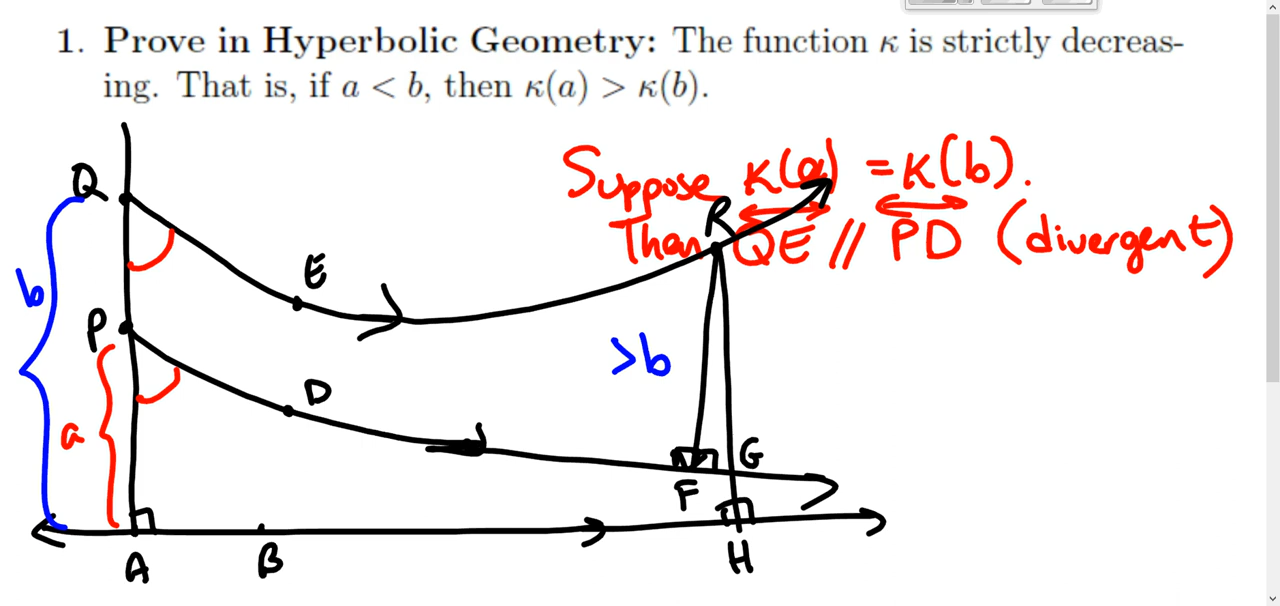 1. Prove in Hyperbolic Geometry: The function κ is strictly decreas-
ing. That is, if a < b, then κ(a) > κ(b).
Suppose κ(a) = κ(b).
Then QE // PD (divergent)
Q
R
E
b
P
>b
D
a
G
F
A
B
H